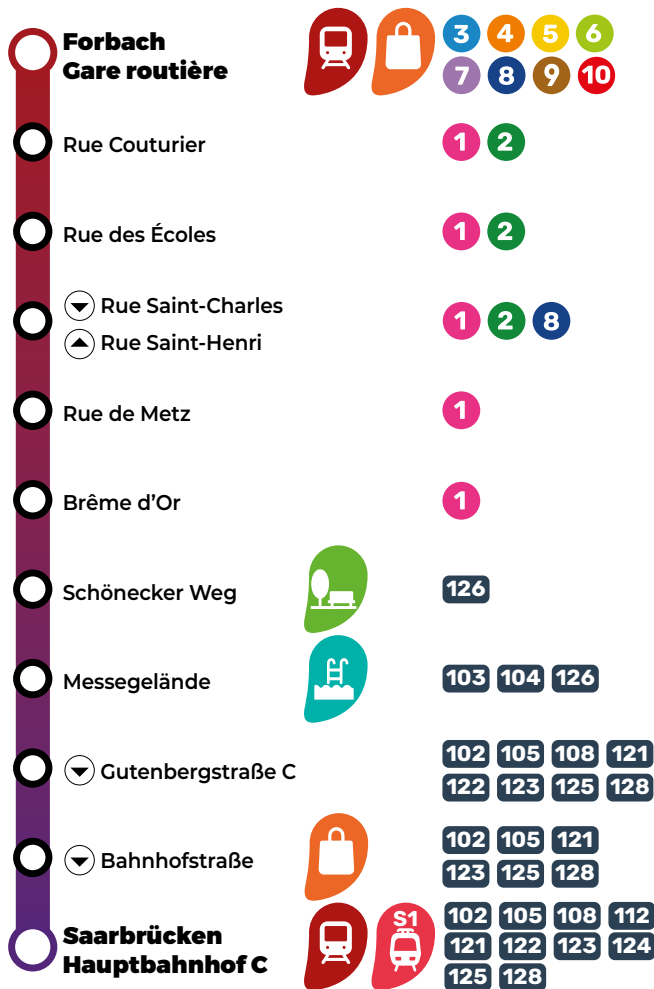 Forbach
Gare routière
3 4 5 6
7 8 9 10
Rue Couturier
1 2
Rue des Écoles
1 2
Rue Saint-Charles
Rue Saint-Henri
1 2 8
Rue de Metz
1
Brême d'Or
1
Schönecker Weg
126
Messegelände
103 104 126
Gutenbergstraße C
102 105 108 121
122 123 125 128
Bahnhofstraße
102 105 121
123 125 128
Saarbrücken
Hauptbahnhof C
S1
102 105 108 112
121 122 123 124
125 128